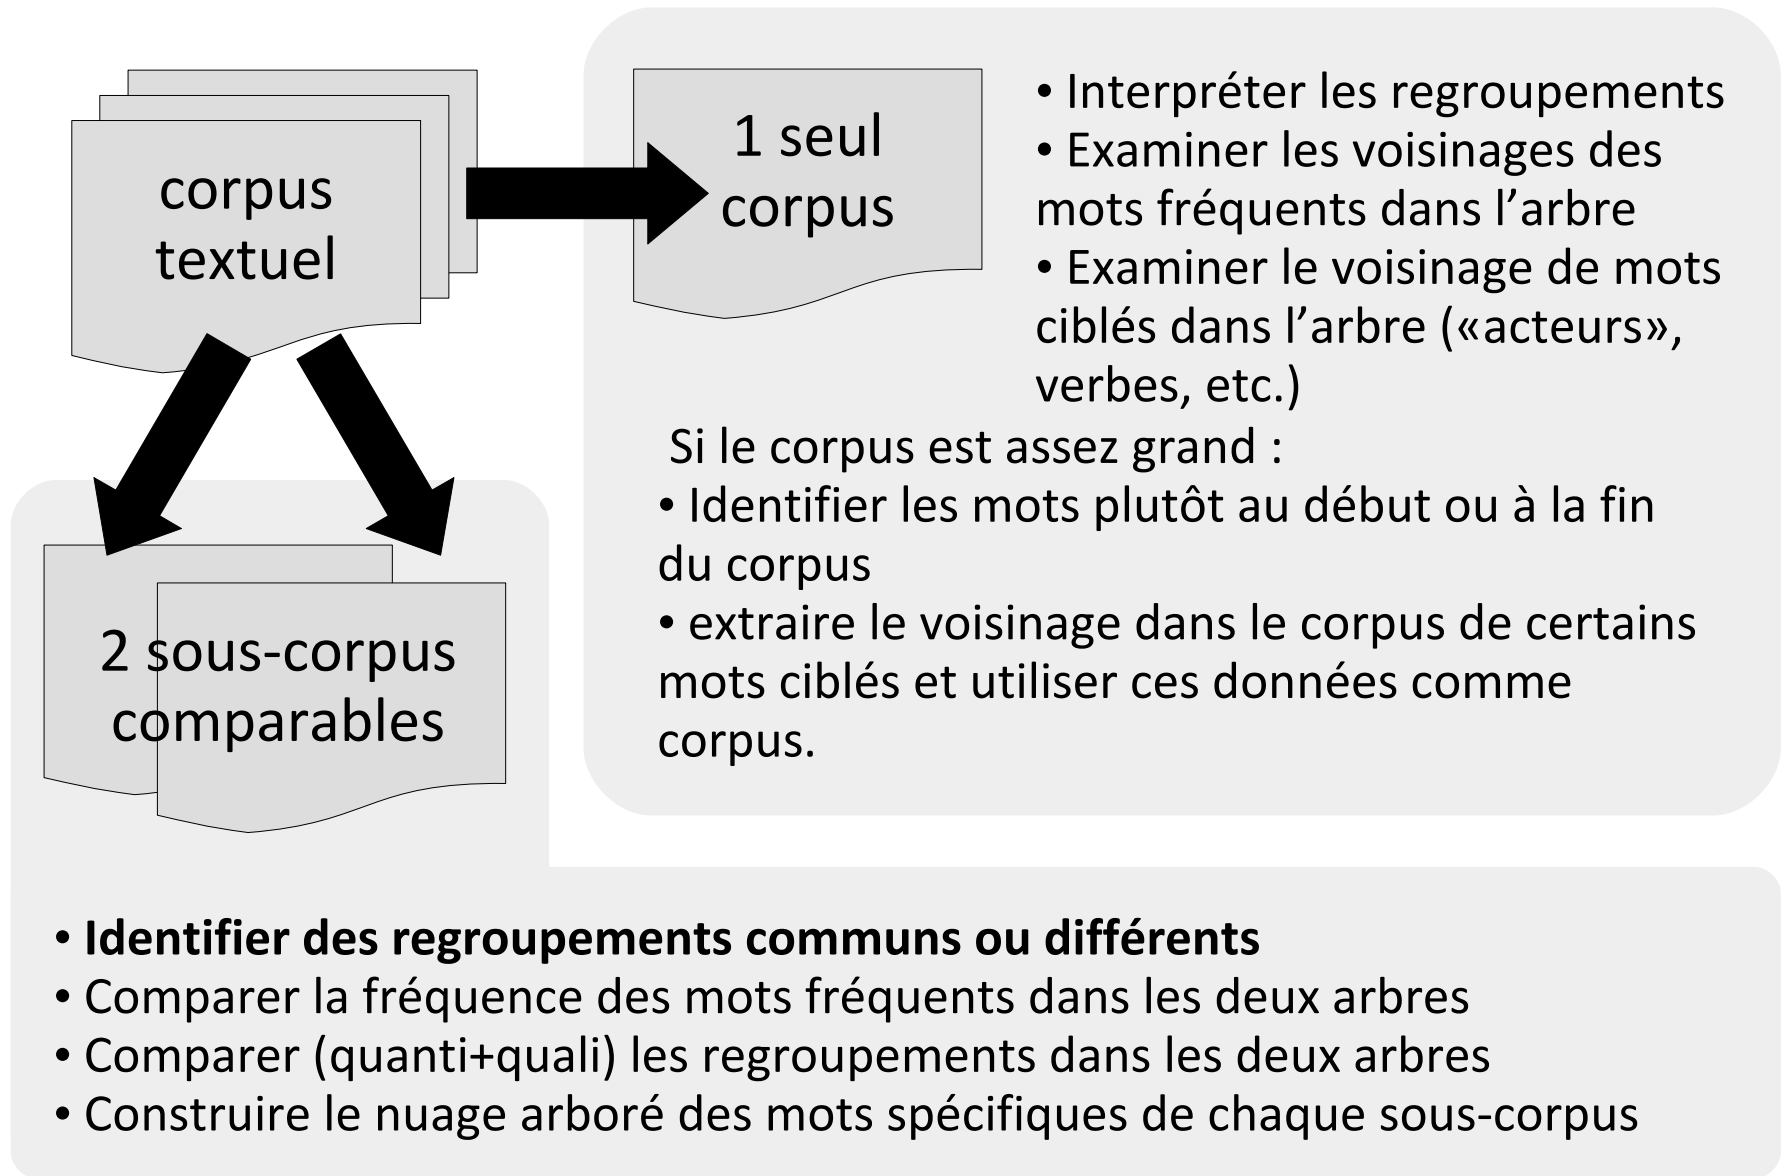 corpus
textuel
1 seul
corpus
• Interpréter les regroupements
• Examiner les voisinages des
mots fréquents dans l’arbre
• Examiner le voisinage de mots
ciblés dans l’arbre («acteurs»,
verbes, etc.)
Si le corpus est assez grand :
• Identifier les mots plutôt au début ou à la fin
du corpus
• extraire le voisinage dans le corpus de certains
mots ciblés et utiliser ces données comme
corpus.
2 sous-corpus
comparables
• Identifier des regroupements communs ou différents
• Comparer la fréquence des mots fréquents dans les deux arbres
• Comparer (quanti+quali) les regroupements dans les deux arbres
• Construire le nuage arboré des mots spécifiques de chaque sous-corpus